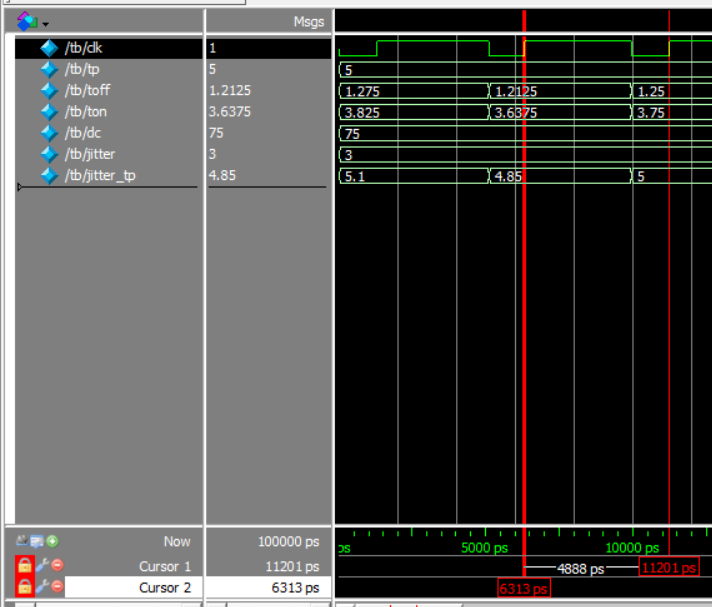 Msgs
/tb/clk 1
/tb/tp 5 5
/tb/toff 1.2125 1.275 1.2125 1.25
/tb/ton 3.6375 3.825 3.6375 3.75
/tb/dc 75 75
/tb/jitter 3 3
/tb/jitter_tp 4.85 5.1 4.85 5
Now 100000 ps ps 5000 ps 10000 ps
Cursor 1 11201 ps 4888 ps 11201 ps
Cursor 2 6313 ps 6313 ps